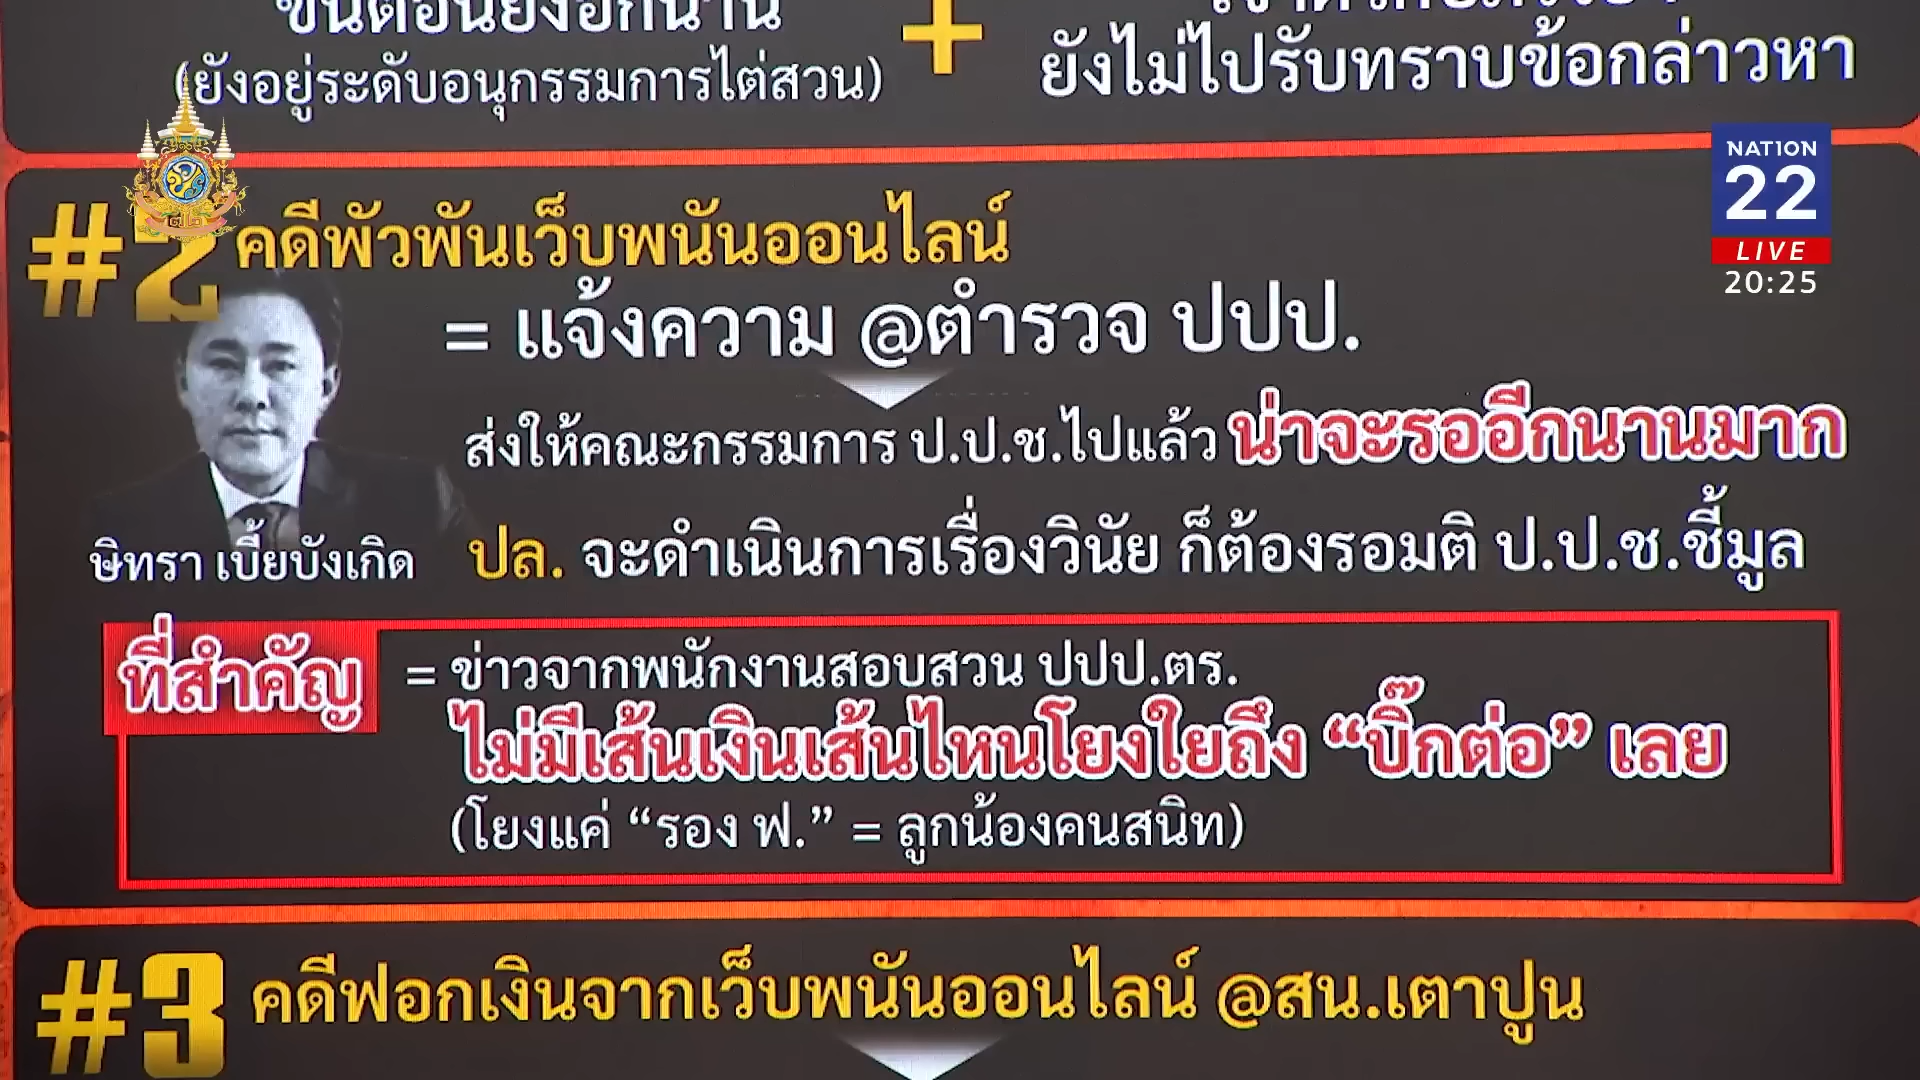 ขั้นตอนยังอีกนาน
(ยังอยู่ระดับอนุกรรมการไต่สวน)
+
ยังไม่ไปรับทราบข้อกล่าวหา
NATION
22
LIVE
20:25
#2 คดีพัวพันเว็บพนันออนไลน์
= แจ้งความ @ตำรวจ ปปป.
ส่งให้คณะกรรมการ ป.ป.ช.ไปแล้ว น่าจะรออีกนานมาก
ษิทรา เบี้ยบังเกิด
ปล. จะดำเนินการเรื่องวินัย ก็ต้องรอมติ ป.ป.ช.ชี้มูล
ที่สำคัญ = ข่าวจากพนักงานสอบสวน ปปป.ตร.
ไม่มีเส้นเงินเส้นไหนโยงใยถึง “บิ๊กต่อ” เลย
(โยงแค่ “รอง ฟ.” = ลูกน้องคนสนิท)
#3 คดีฟอกเงินจากเว็บพนันออนไลน์ @สน.เตาปูน